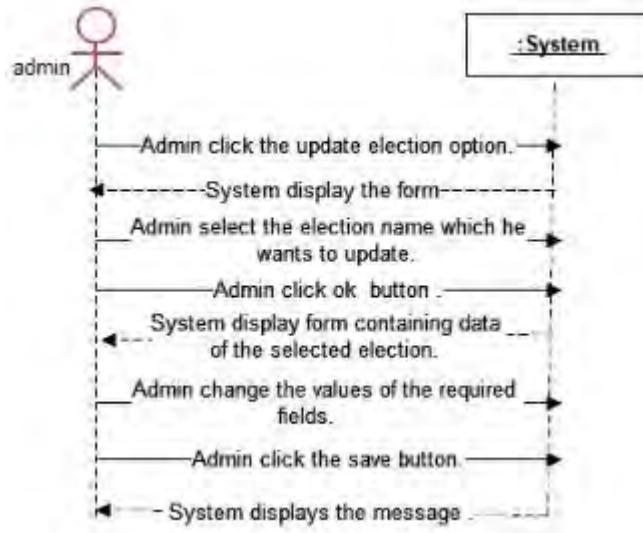 admin
:System
Admin click the update election option.
System display the form
Admin select the election name which he
wants to update.
Admin click ok button .
System display form containing data
of the selected election.
Admin change the values of the required
fields.
Admin click the save button
System displays the message .